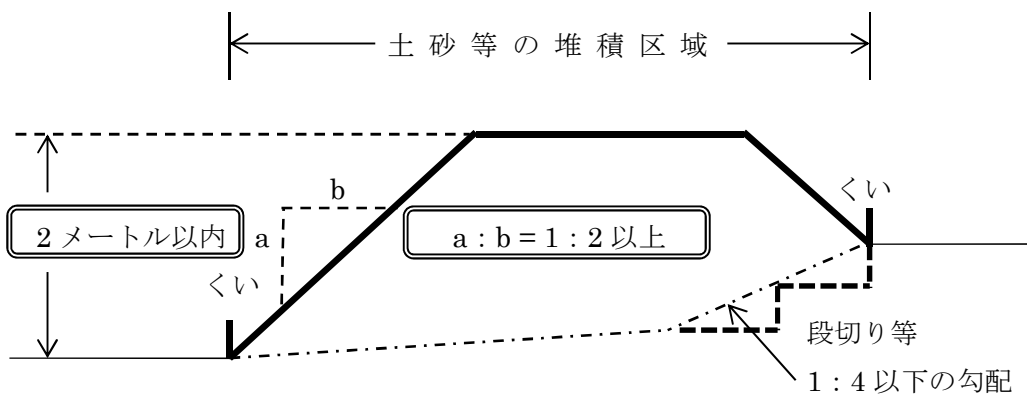 土砂等の堆積区域
b
くい
2メートル以内
a
a:b=1:2以上
くい
段切り等
1:4以下の勾配